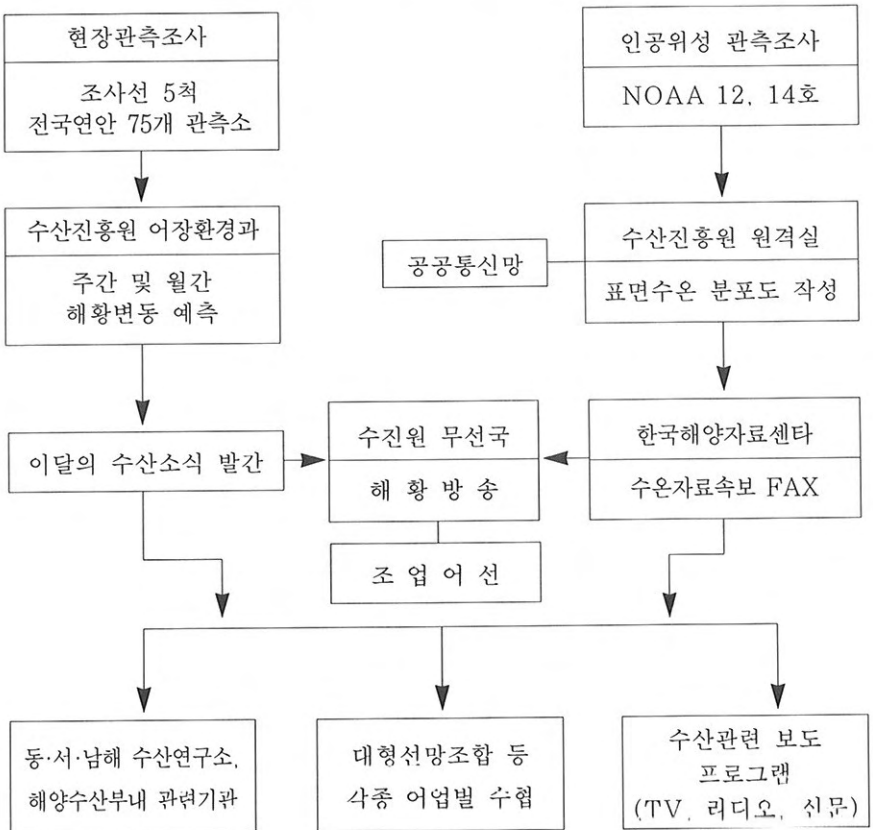 현장관측조사
조사선 5척
전국연안 75개 관측소
인공위성 관측조사
NOAA 12, 14호
수산진흥원 어장환경과
주간 및 월간
해황변동 예측
공공통신망
수산진흥원 원격실
표면수온 분포도 작성
이달의 수산소식 발간
수진원 무선국
해 황 방 송
조 업 어 선
한국해양자료센타
수온자료속보 FAX
동·서·남해 수산연구소,
해양수산부내 관련기관
대형선망조합 등
각종 어업별 수협
수산관련 보도
프로그램
(TV, 라디오, 신문)